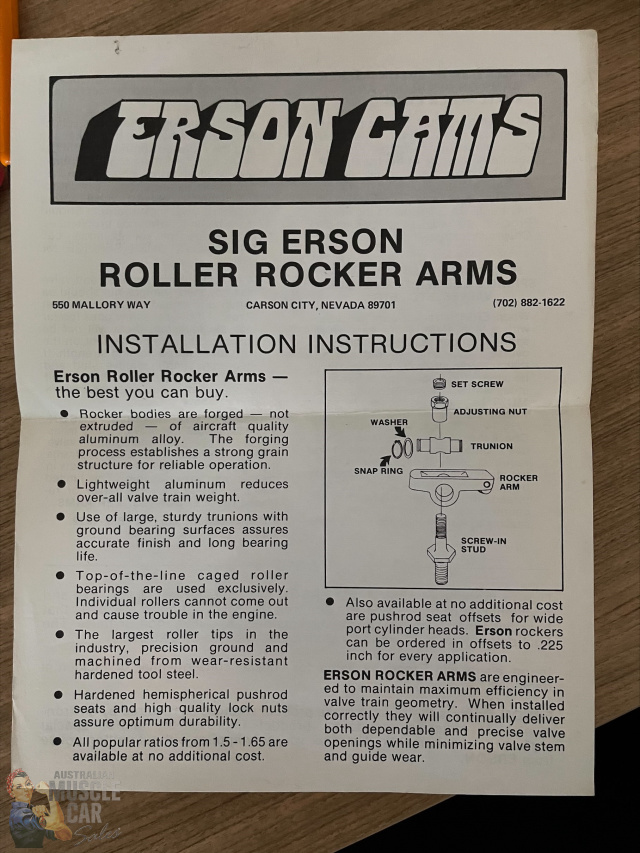 ERSON CAMS
SIG ERSON
ROLLER ROCKER ARMS
550 MALLORY WAY CARSON CITY, NEVADA 89701 (702) 882-1622
INSTALLATION INSTRUCTIONS
Erson Roller Rocker Arms —
the best you can buy.
● Rocker bodies are forged — not
extruded — of aircraft quality
aluminum alloy. The forging
process establishes a strong grain
structure for reliable operation.
● Lightweight aluminum reduces
over-all valve train weight.
● Use of large, sturdy trunions with
ground bearing surfaces assures
accurate finish and long bearing
life.
● Top-of-the-line caged roller
bearings are used exclusively.
Individual rollers cannot come out
and cause trouble in the engine.
● The largest roller tips in the
industry, precision ground and
machined from wear-resistant
hardened tool steel.
● Hardened hemispherical pushrod
seats and high quality lock nuts
assure optimum durability.
● All popular ratios from 1.5 - 1.65 are
available at no additional cost.
SET SCREW
ADJUSTING NUT
WASHER
TRUNION
SNAP RING
ROCKER
ARM
SCREW-IN
STUD
● Also available at no additional cost
are pushrod seat offsets for wide
port cylinder heads. Erson rockers
can be ordered in offsets to .225
inch for every application.
ERSON ROCKER ARMS are engineer-
ed to maintain maximum efficiency in
valve train geometry. When installed
correctly they will continually deliver
both dependable and precise valve
openings while minimizing valve stem
and guide wear.
AUSTRALIAN
MUSCLE
CAR
Sales